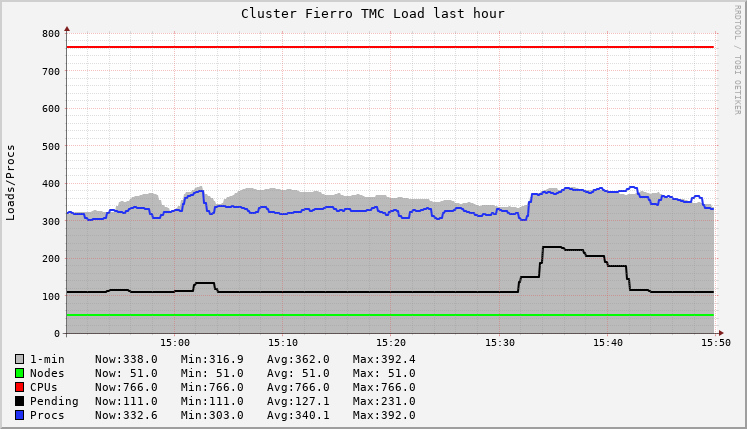 Cluster Fierro TMC Load last hour
RRDTOOL / TOBI OETIKER
Loads/Procs
800
700
600
500
400
300
200
100
0
15:00 15:10 15:20 15:30 15:40 15:50
1-min Now:338.0 Min:316.9 Avg:362.0 Max:392.4
Nodes Now: 51.0 Min: 51.0 Avg: 51.0 Max: 51.0
CPUs Now:766.0 Min:766.0 Avg:766.0 Max:766.0
Pending Now:111.0 Min:111.0 Avg:127.1 Max:231.0
Procs Now:332.6 Min:303.0 Avg:340.1 Max:392.0